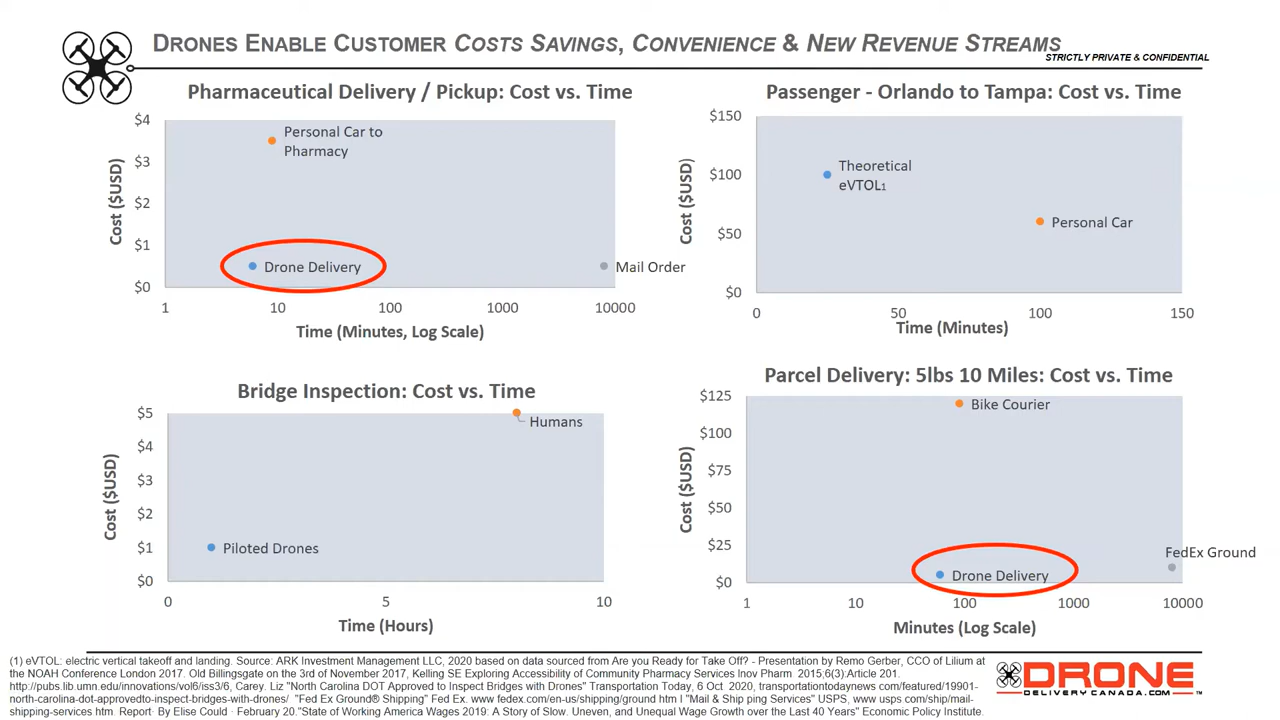 DRONES ENABLE CUSTOMER COSTS SAVINGS, CONVENIENCE & NEW REVENUE STREAMS
STRICTLY PRIVATE & CONFIDENTIAL
Pharmaceutical Delivery / Pickup: Cost vs. Time
$4
$3
$2
$1
$0
Cost ($USD)
Personal Car to
Pharmacy
Drone Delivery
Mail Order
1
10
100
1000
10000
Time (Minutes, Log Scale)
Passenger - Orlando to Tampa: Cost vs. Time
$150
$100
$50
$0
Cost ($USD)
Theoretical
eVTOL1
Personal Car
0
50
100
150
Time (Minutes)
Bridge Inspection: Cost vs. Time
$5
$4
$3
$2
$1
$0
Cost ($USD)
Humans
Piloted Drones
0
5
10
Time (Hours)
Parcel Delivery: 5lbs 10 Miles: Cost vs. Time
$125
$100
$75
$50
$25
$0
Cost ($USD)
Bike Courier
FedEx Ground
Drone Delivery
1
10
100
1000
10000
Minutes (Log Scale)
(1) eVTOL: electric vertical takeoff and landing. Source: ARK Investment Management LLC, 2020 based on data sourced from Are you Ready for Take Off? - Presentation by Remo Gerber, CCO of Lilium at
the NOAH Conference London 2017. Old Billingsgate on the 3rd of November 2017, Kelling SE Exploring Accessibility of Community Pharmacy Services Inov Pharm 2015;6(3):Article 201.
http://pubs.lib.umn.edu/innovations/vol6/iss3/6, Carey. Liz "North Carolina DOT Approved to Inspect Bridges with Drones" Transportation Today, 6 Oct 2020, transportationtodaynews com/featured/19901-
north-carolina-dot-approvedto-inspect-bridges-with-drones/ "Fed Ex Ground® Shipping" Fed Ex. www fedex.com/en-us/shipping/ground htm l "Mail & Ship ping Services" USPS, www usps.com/ship/mail-
shipping-services htm Report· By Elise Could · February 20."State of Working America Wages 2019: A Story of Slow. Uneven, and Unequal Wage Growth over the Last 40 Years" Economic Policy Institute.
DRONE
DELIVERY CANADA.COM